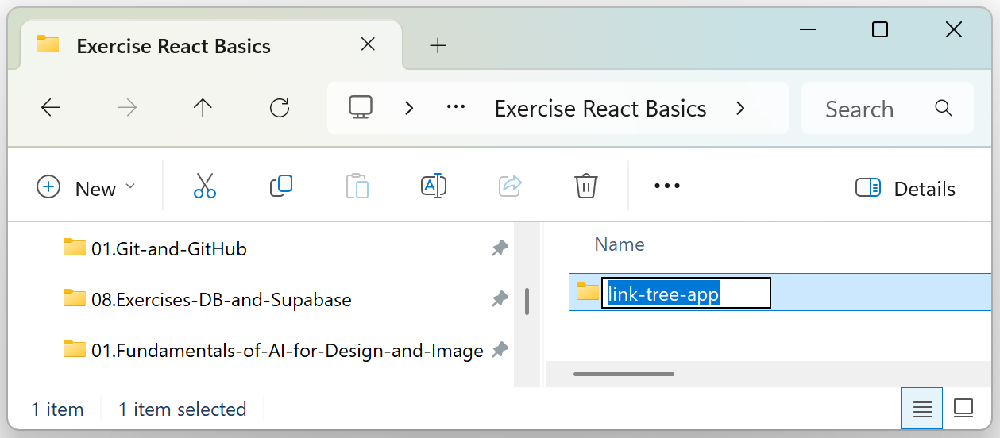 Exercise React Basics
Exercise React Basics
Search
New
Details
01.Git-and-GitHub
08.Exercises-DB-and-Supabase
01.Fundamentals-of-AI-for-Design-and-Image
Name
link-tree-app
1 item
1 item selected